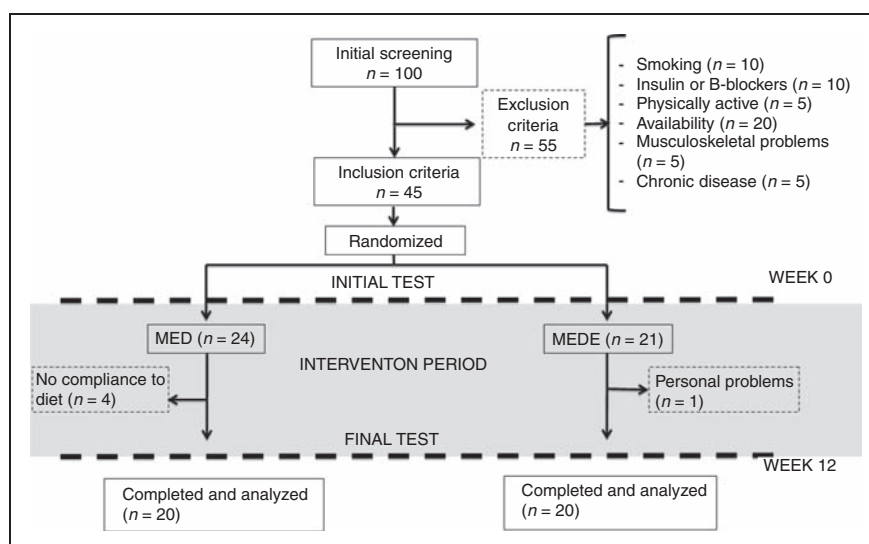 Initial screening
n = 100
Exclusion
criteria
n = 55
- Smoking (n = 10)
- Insulin or B-blockers (n = 10)
- Physically active (n = 5)
- Availability (n = 20)
- Musculoskeletal problems
(n = 5)
- Chronic disease (n = 5)
Inclusion criteria
n = 45
Randomized
INITIAL TEST
WEEK 0
MED (n = 24)
MEDE (n = 21)
INTERVENTON PERIOD
No compliance to
diet (n = 4)
Personal problems
(n = 1)
FINAL TEST
WEEK 12
Completed and analyzed
(n = 20)
Completed and analyzed
(n = 20)